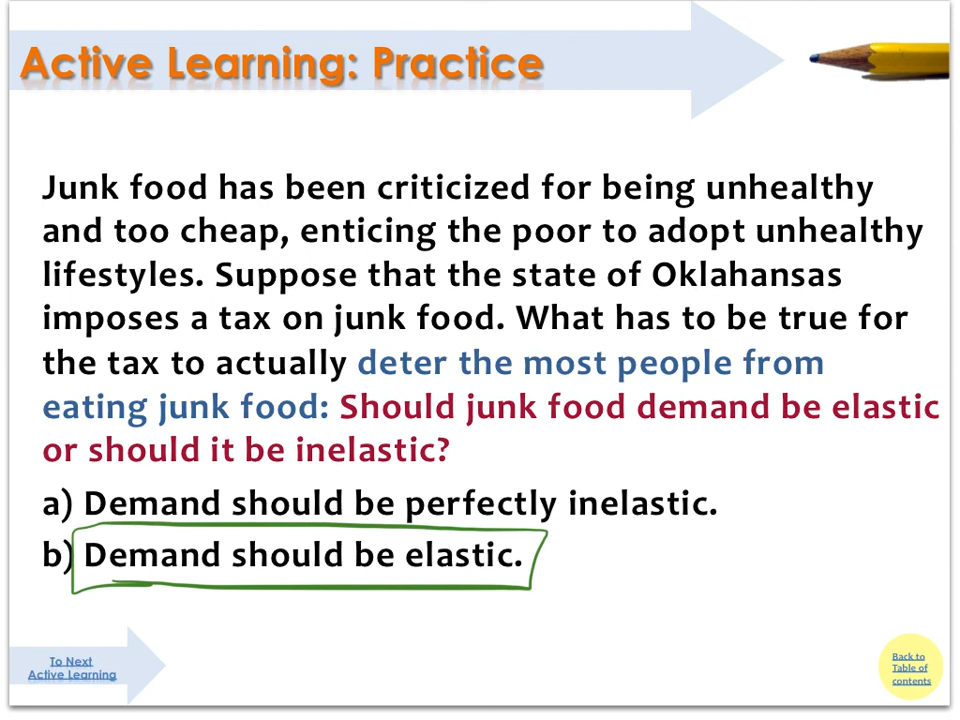 Active Learning: Practice
Junk food has been criticized for being unhealthy
and too cheap, enticing the poor to adopt unhealthy
lifestyles. Suppose that the state of Oklahansas
imposes a tax on junk food. What has to be true for
the tax to actually deter the most people from
eating junk food: Should junk food demand be elastic
or should it be inelastic?
a) Demand should be perfectly inelastic.
b) Demand should be elastic.
To Next
Active Learning
Back to
Table of
contents